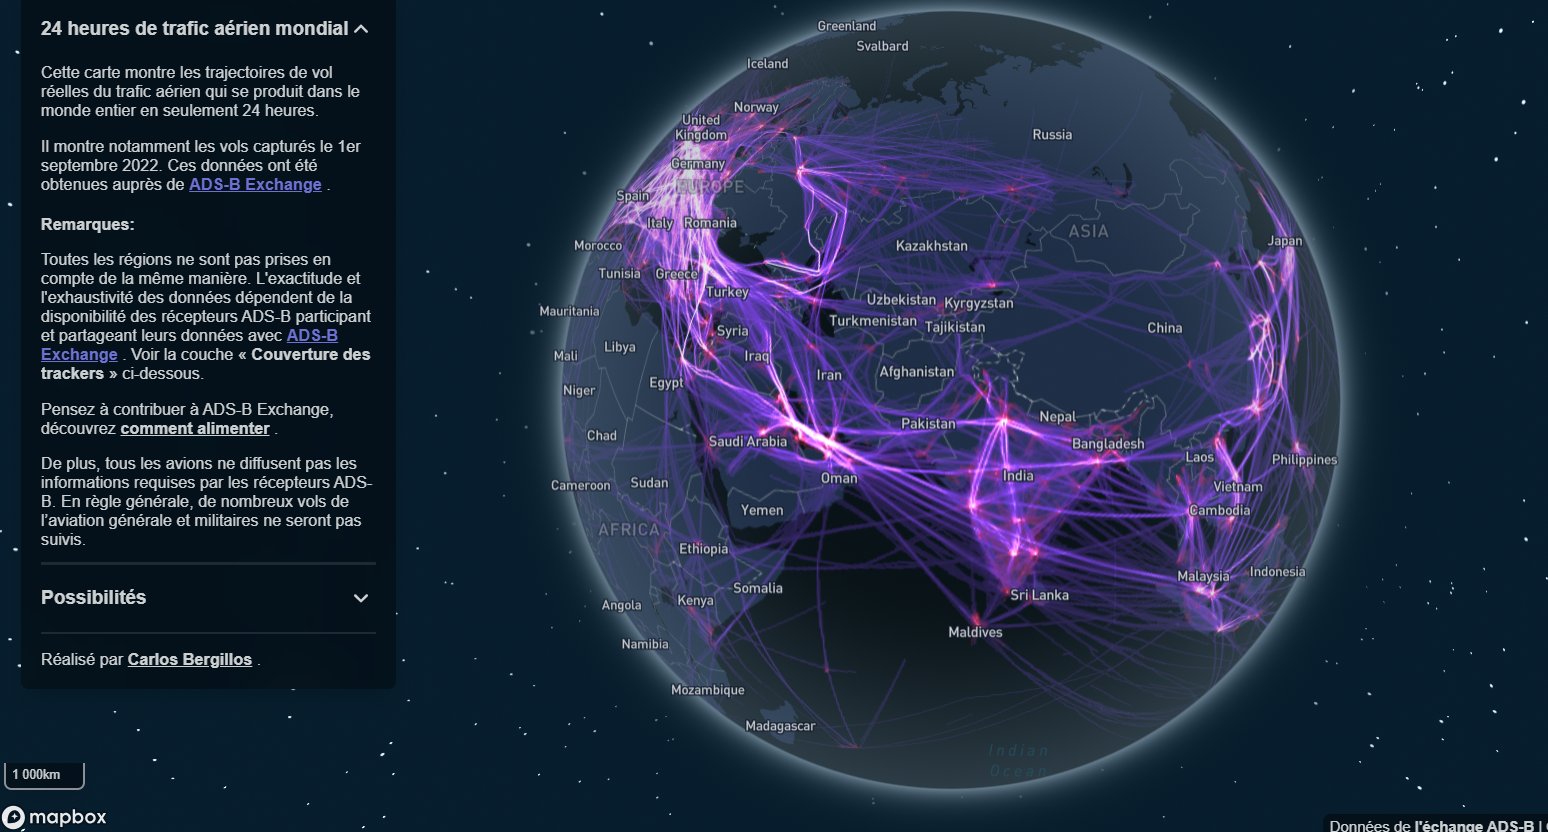 24 heures de trafic aérien mondial
Cette carte montre les trajectoires de vol
réelles du trafic aérien qui se produit dans le
monde entier en seulement 24 heures.
Il montre notamment les vols capturés le 1er
septembre 2022. Ces données ont été
obtenues auprès de ADS-B Exchange .
Remarques:
Toutes les régions ne sont pas prises en
compte de la même manière. L'exactitude et
l'exhaustivité des données dépendent de la
disponibilité des récepteurs ADS-B participant
et partageant leurs données avec ADS-B
Exchange . Voir la couche « Couverture des
trackers » ci-dessous.
Pensez à contribuer à ADS-B Exchange,
découvrez comment alimenter .
De plus, tous les avions ne diffusent pas les
informations requises par les récepteurs ADS-
B. En règle générale, de nombreux vols de
l'aviation générale et militaires ne seront pas
suivis.
Possibilités
Réalisé par Carlos Bergillos .
1 000km
mapbox
Greenland
Svalbard
Iceland
Norway
United
Kingdom
Russia
Germany
EUROPE
Spain
Italy
Romania
ASIA
Morocco
Kazakhstan
Japan
Tunisia
Greece
Turkey
Uzbekistan
Kyrgyzstan
Mauritania
Turkmenistan
Tajikistan
Syria
China
Mali
Libya
Iraq
Iran
Afghanistan
Niger
Egypt
Nepal
Pakistan
Chad
Saudi Arabia
Bangladesh
Laos
Philippines
Oman
India
Cameroon
Sudan
Vietnam
Yemen
Cambodia
AFRICA
Ethiopia
Malaysia
Indonesia
Somalia
Sri Lanka
Angola
Kenya
Maldives
Namibia
Mozambique
Madagascar
Indian
Ocean
Données de l'échange ADS-B |